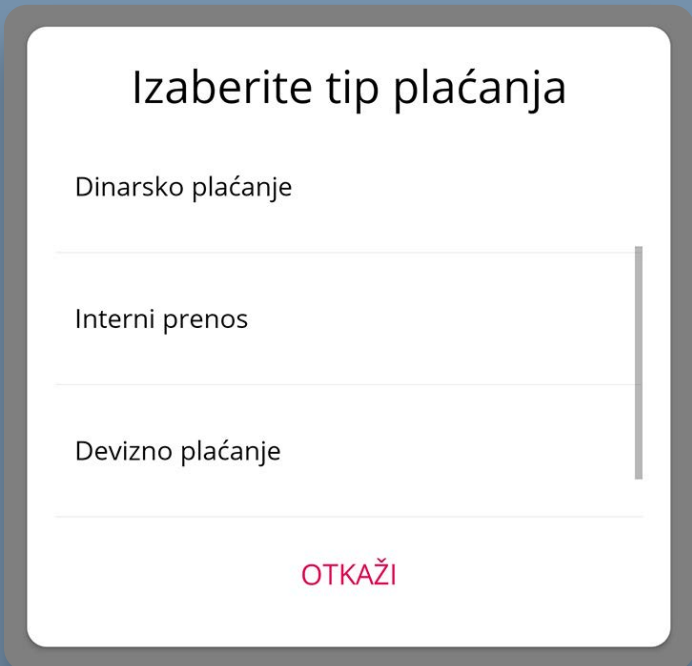 Izaberite tip plaćanja
Dinarsko plaćanje
Interni prenos
Devizno plaćanje
OTKAŽI